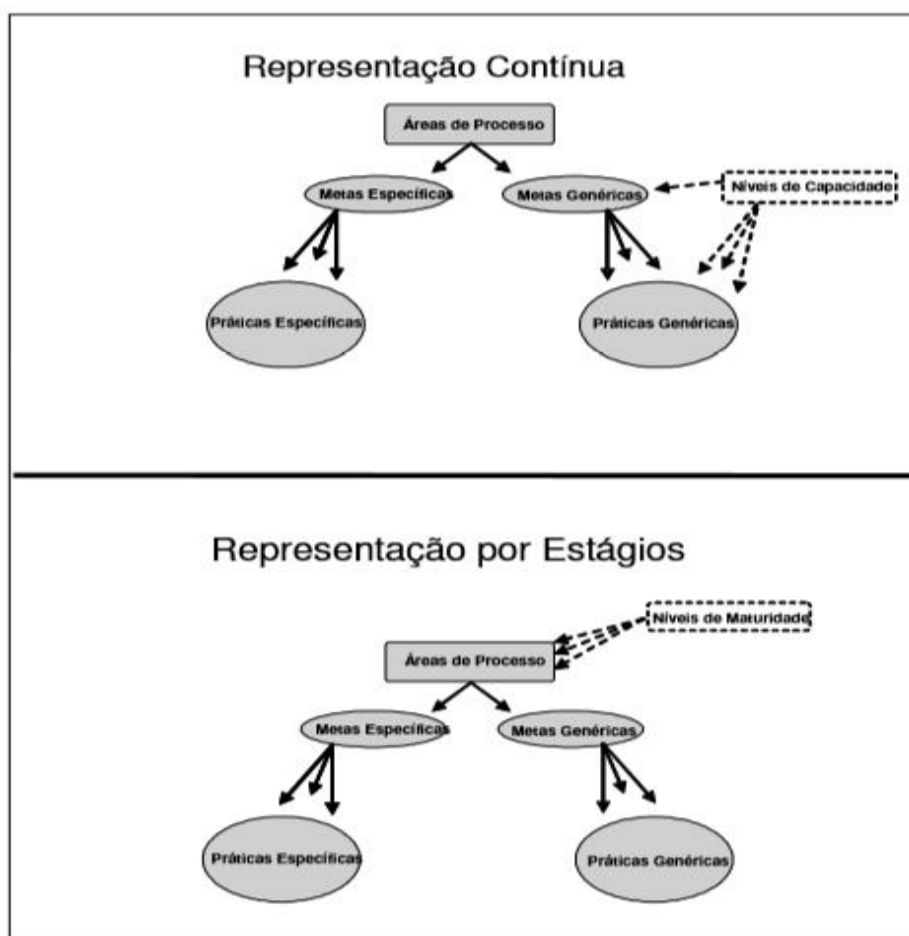 Representação Contínua
Áreas de Processo
Metas Específicas
Metas Genéricas
Níveis de Capacidade
Práticas Específicas
Práticas Genéricas
Representação por Estágios
Níveis de Maturidade
Áreas de Processo
Metas Específicas
Metas Genéricas
Práticas Específicas
Práticas Genéricas